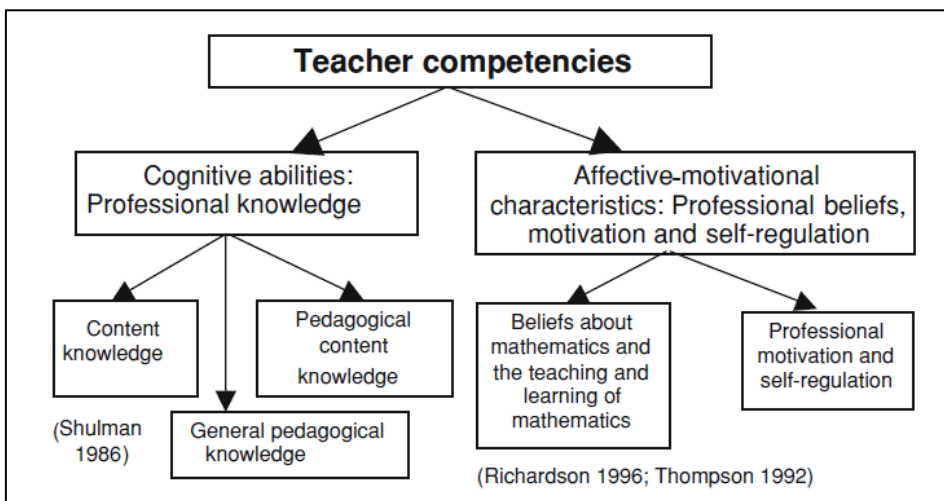 Teacher competencies
Cognitive abilities:
Professional knowledge
Affective-motivational
characteristics: Professional beliefs,
motivation and self-regulation
Content
knowledge
Pedagogical
content
knowledge
Beliefs about
mathematics and
the teaching and
learning of
mathematics
Professional
motivation and
self-regulation
(Shulman
1986)
General pedagogical
knowledge
(Richardson 1996; Thompson 1992)